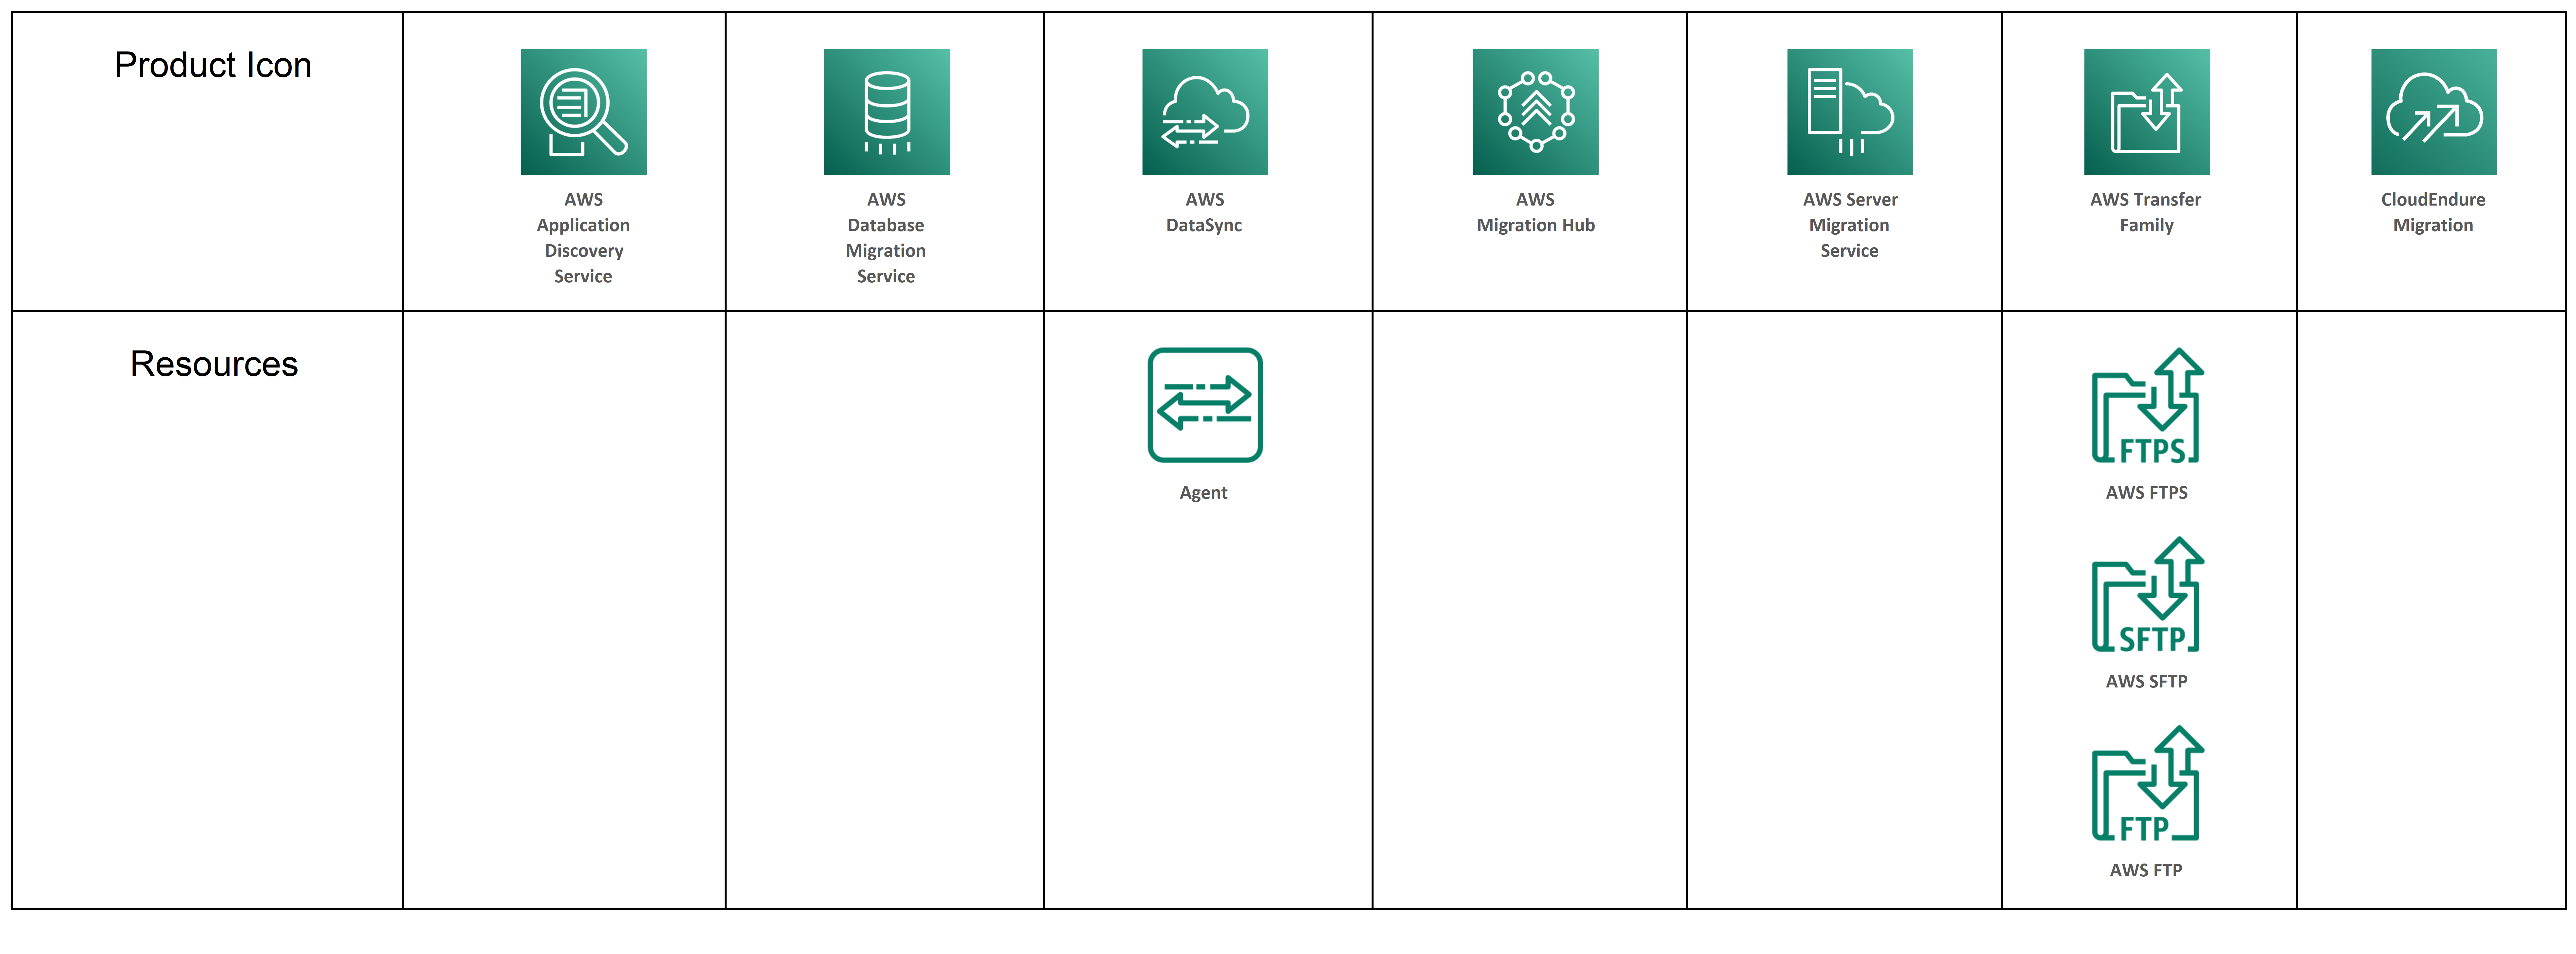 Product Icon
AWS
Application
Discovery
Service
AWS
Database
Migration
Service
AWS
DataSync
AWS
Migration Hub
AWS Server
Migration
Service
AWS Transfer
Family
CloudEndure
Migration
Resources
Agent
FTPS
AWS FTPS
SFTP
AWS SFTP
FTP
AWS FTP